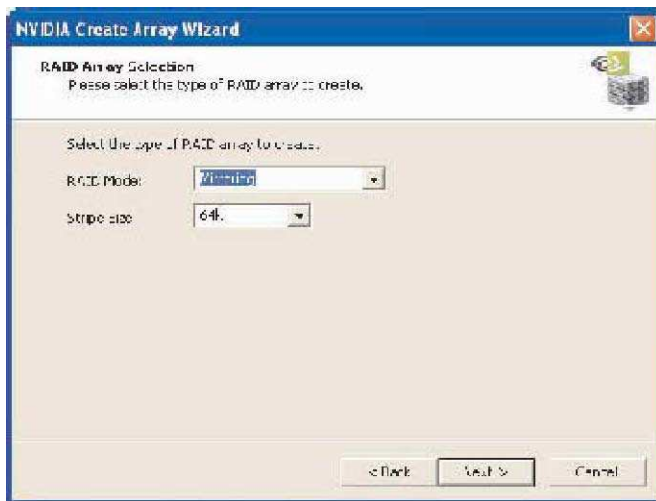 NVIDIA Create Array Wizard
RAID Array Selection
Please select the type of RAID array to create.
Select the type of RAID array to create.
RAID Mode:
Mirroring
Stripe Size
64k
< Back
Next >
Cancel